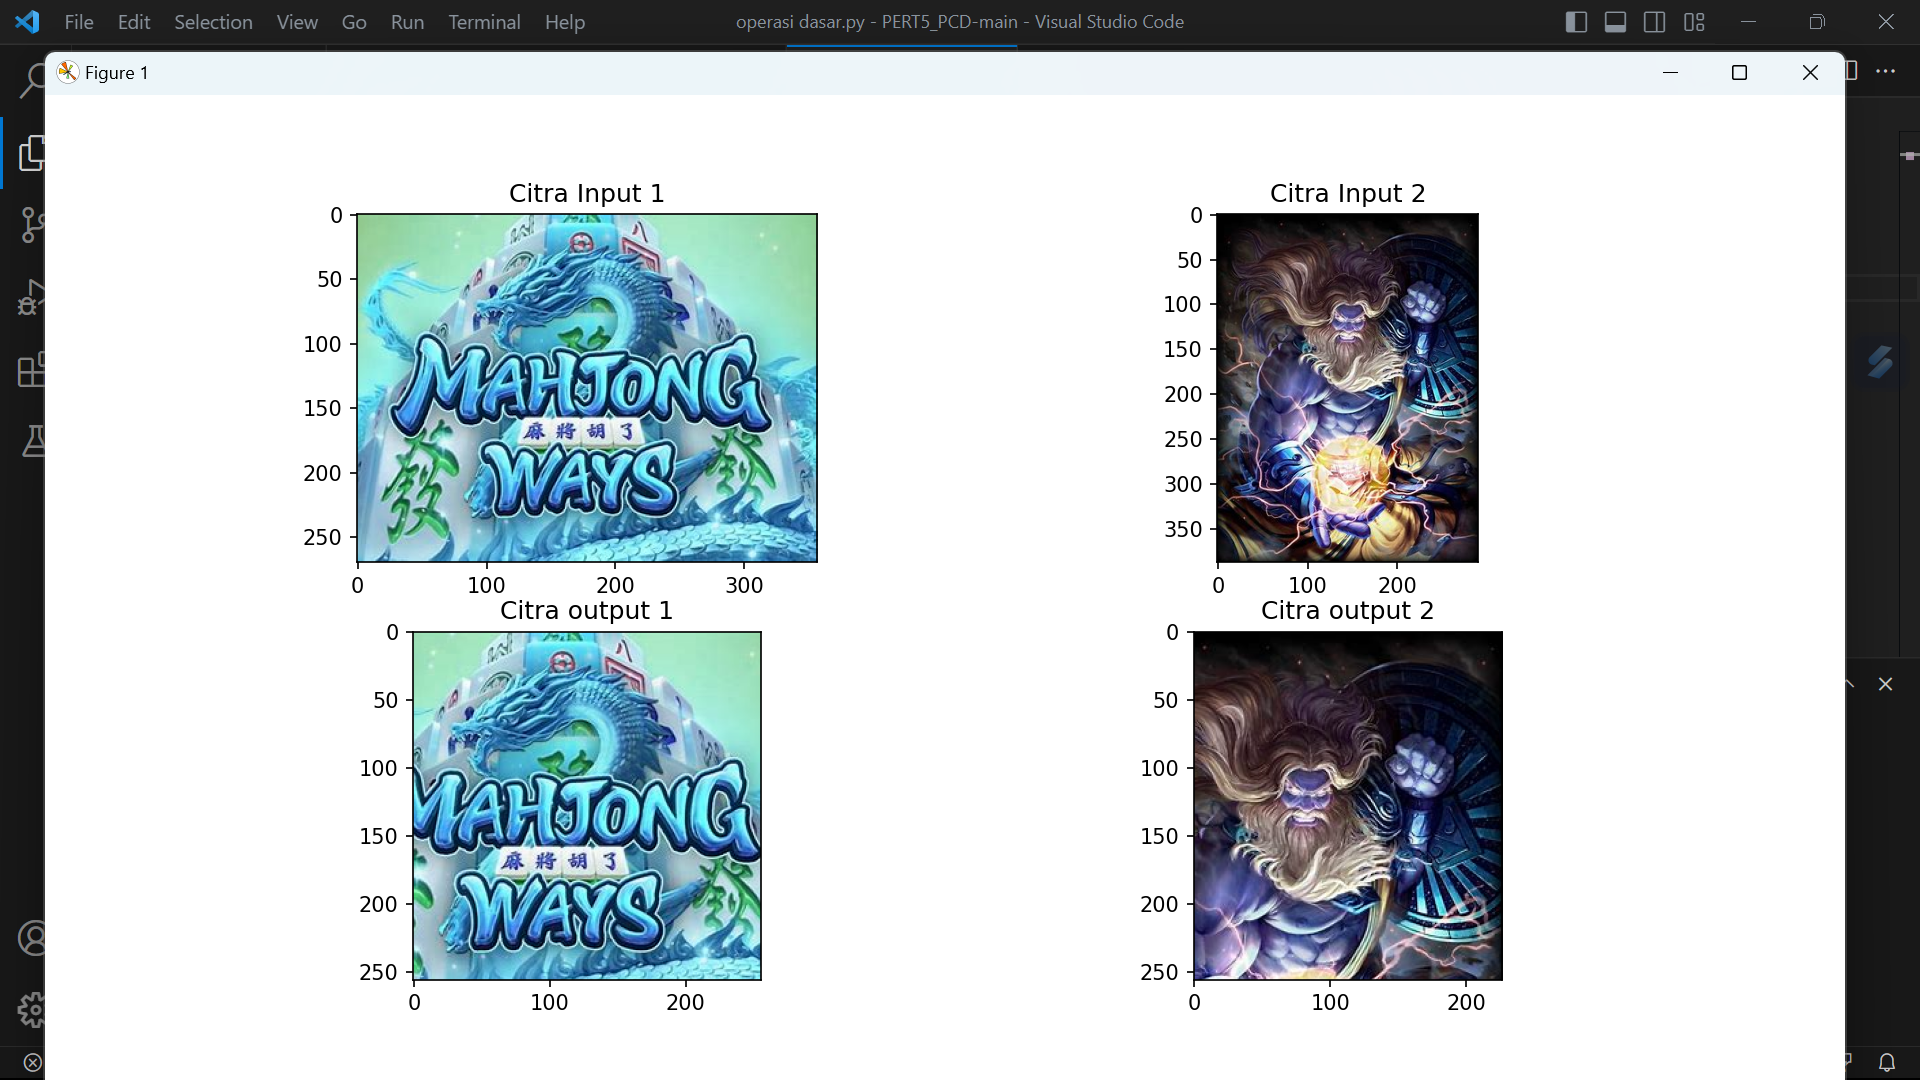 File Edit Selection View Go Run Terminal Help operasi dasar.py - PERT5_PCD-main - Visual Studio Code
Figure 1
Citra Input 1
0
50
100
150
200
250
0 100 200 300
MAHJONG
麻將胡了
WAYS
發
發
Citra Input 2
0
50
100
150
200
250
300
350
0 100 200
Citra output 1
0
50
100
150
200
250
0 100 200
MAHJONG
麻將胡了
WAYS
發
Citra output 2
0
50
100
150
200
250
0 100 200